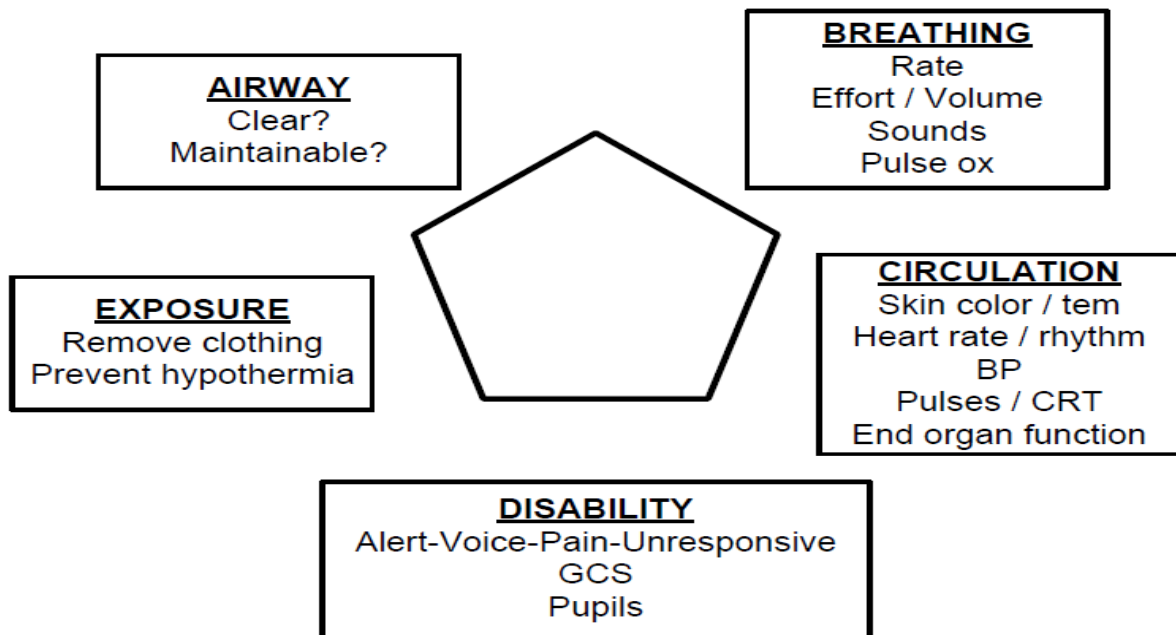 AIRWAY
Clear?
Maintainable?
BREATHING
Rate
Effort / Volume
Sounds
Pulse ox
CIRCULATION
Skin color / tem
Heart rate / rhythm
BP
Pulses / CRT
End organ function
DISABILITY
Alert-Voice-Pain-Unresponsive
GCS
Pupils
EXPOSURE
Remove clothing
Prevent hypothermia